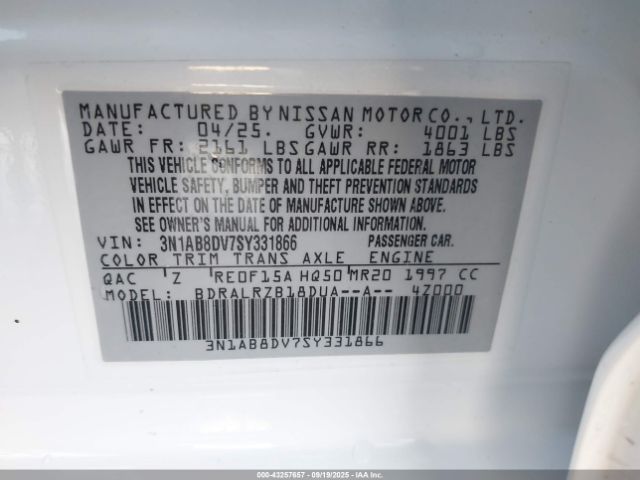 MANUFACTURED BY NISSAN MOTOR CO., LTD.
DATE: 04/25. GVWR: 4001 LBS
GAWR FR: 2161 LBS GAWR RR: 1863 LBS
THIS VEHICLE CONFORMS TO ALL APPLICABLE FEDERAL MOTOR
VEHICLE SAFETY, BUMPER AND THEFT PREVENTION STANDARDS
IN EFFECT ON THE DATE OF MANUFACTURE SHOWN ABOVE.
SEE OWNER'S MANUAL FOR ADDITIONAL INFORMATION.
VIN: 3N1AB8DV7SY331866 PASSENGER CAR.
COLOR TRIM TRANS AXLE ENGINE
QAC Z RE0F15A HQ50 MR20 1997 CC
MODEL: BDRALRZB18DUA--A-- 4Z000
3N1AB8DV7SY331866
000-43257657 - 09/19/2025 - IAA Inc.